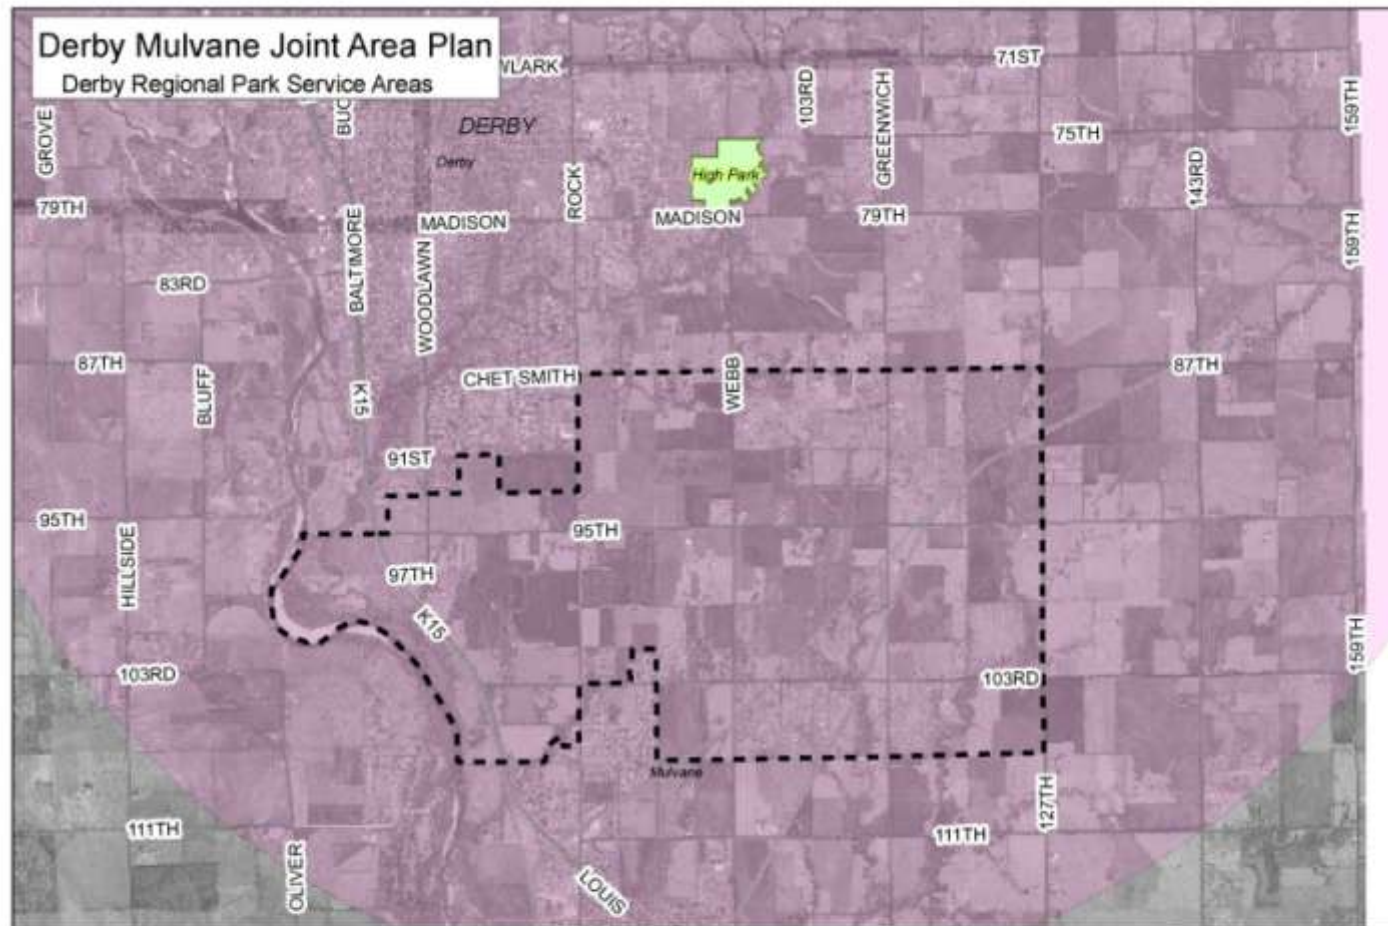 Derby Mulvane Joint Area Plan
Derby Regional Park Service Areas
71ST
GROVE
103RD
GREENWICH
159TH
DERBY
75TH
Derby
High Park
143RD
ROCK
79TH
BALTIMORE
MADISON
MADISON
79TH
159TH
WOODLAWN
83RD
87TH
BLUFF
K15
CHET SMITH
WEBB
87TH
91ST
95TH
95TH
HILLSIDE
97TH
K15
159TH
103RD
103RD
Mulvane
127TH
111TH
111TH
OLIVER
LOUIS